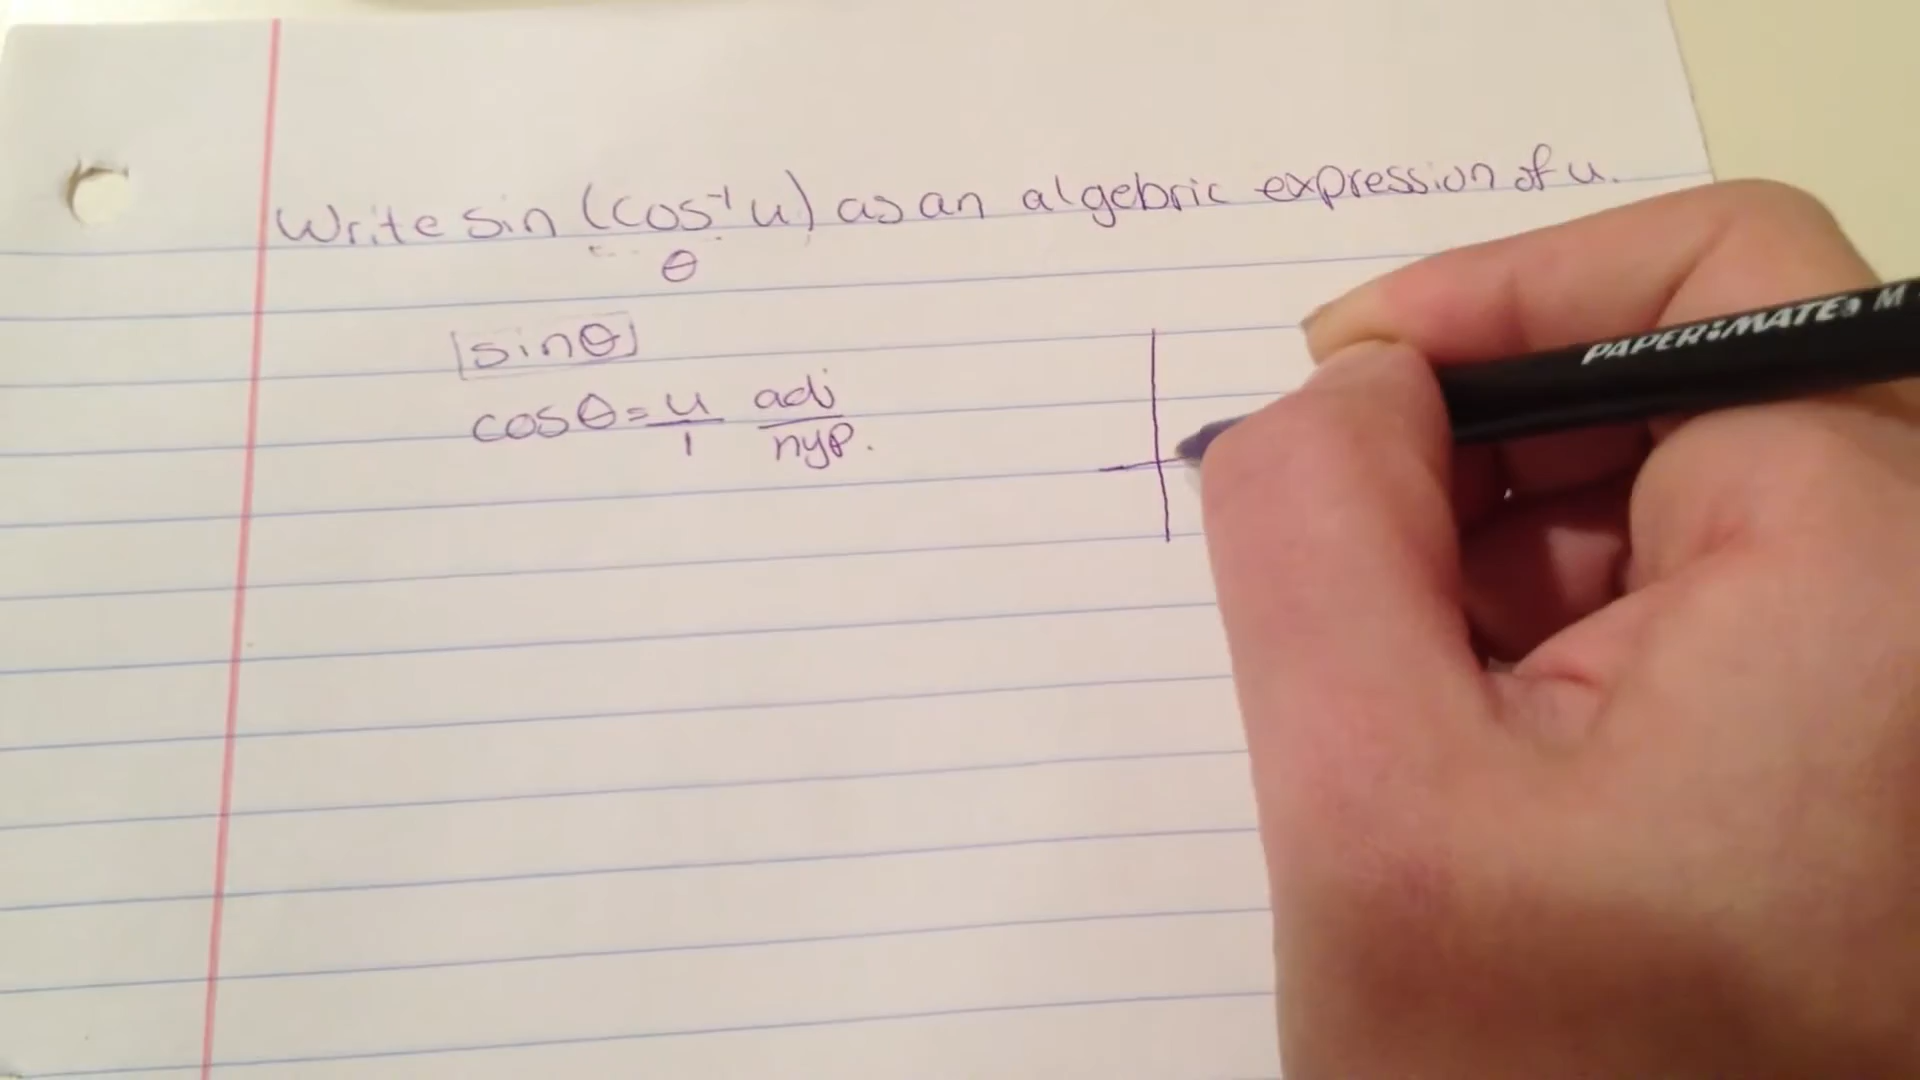 Write sin (cos⁻¹ u) as an algebric expression of u.
θ
sinθ
cosθ = u/1 adj/hyp.
PAPER:MATE M